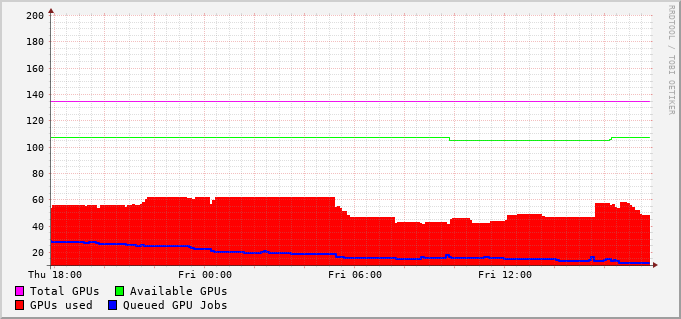 200
180
160
140
120
100
80
60
40
20
Thu 18:00 Fri 00:00 Fri 06:00 Fri 12:00
Total GPUs Available GPUs
GPUs used Queued GPU Jobs
RRDTOOL / TOBI OETIKER